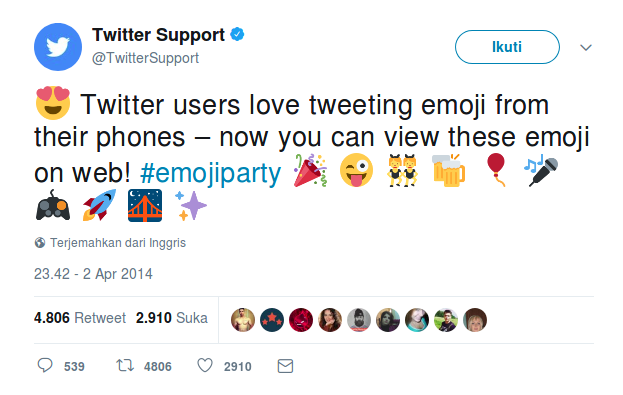 Twitter Support
@TwitterSupport
Ikuti
😍 Twitter users love tweeting emoji from
their phones – now you can view these emoji
on web! #emojiparty 🎉 😜 👯 🍻 🎈 🎤
🎮 🚀 🌉 ✨
Terjemahkan dari Inggris
23.42 - 2 Apr 2014
4.806 Retweet 2.910 Suka
539 4806 2910